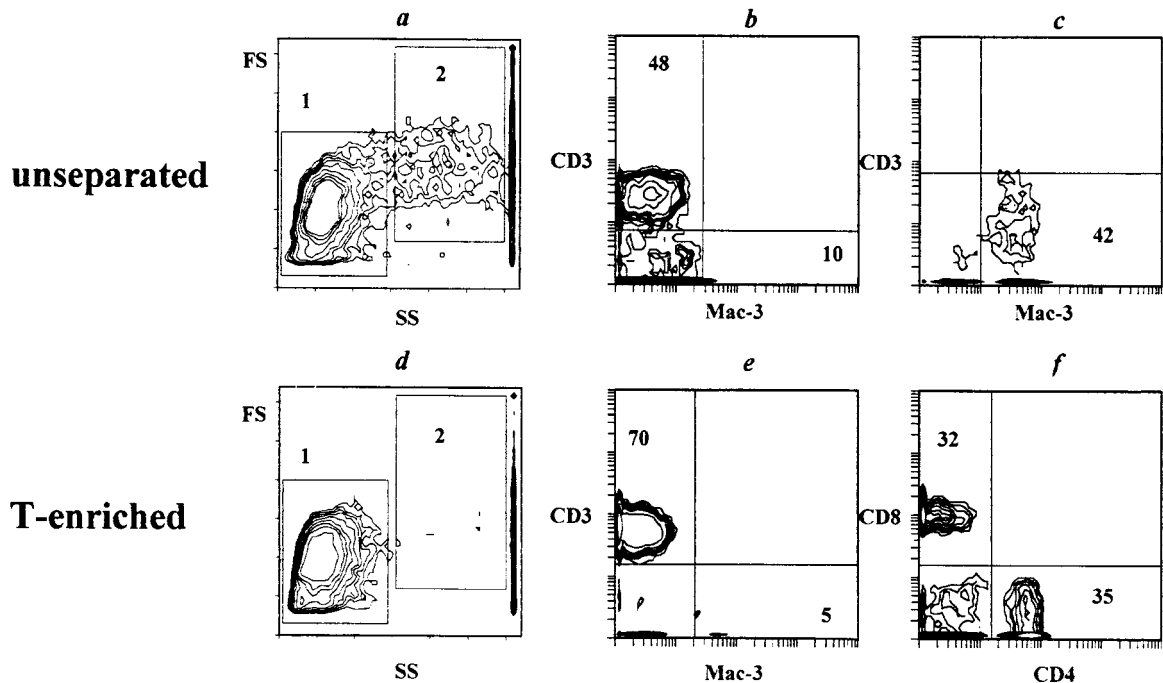 a b c
FS 1 2
unseparated
SS
48
CD3
10
Mac-3
CD3
42
Mac-3
d e f
FS 1 2
T-enriched
SS
70
CD3
5
Mac-3
32
CD8
35
CD4